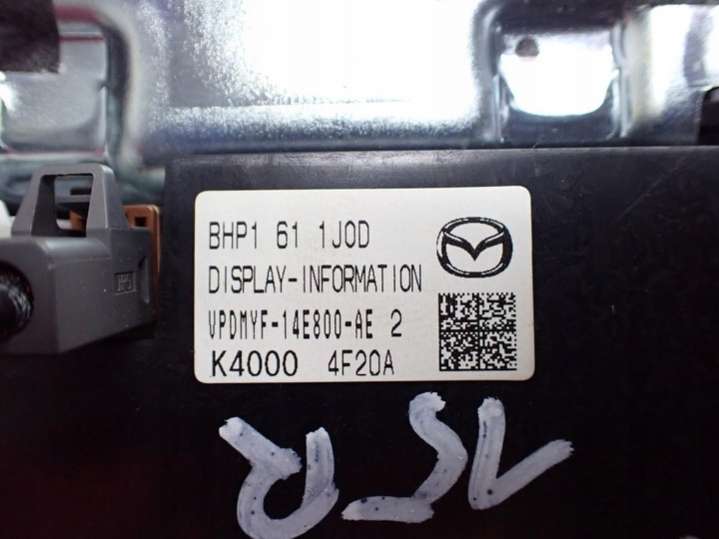 BHP1 61 1J0D
DISPLAY-INFORMATION
VPDMYF-14E800-AE 2
K4000 4F20A